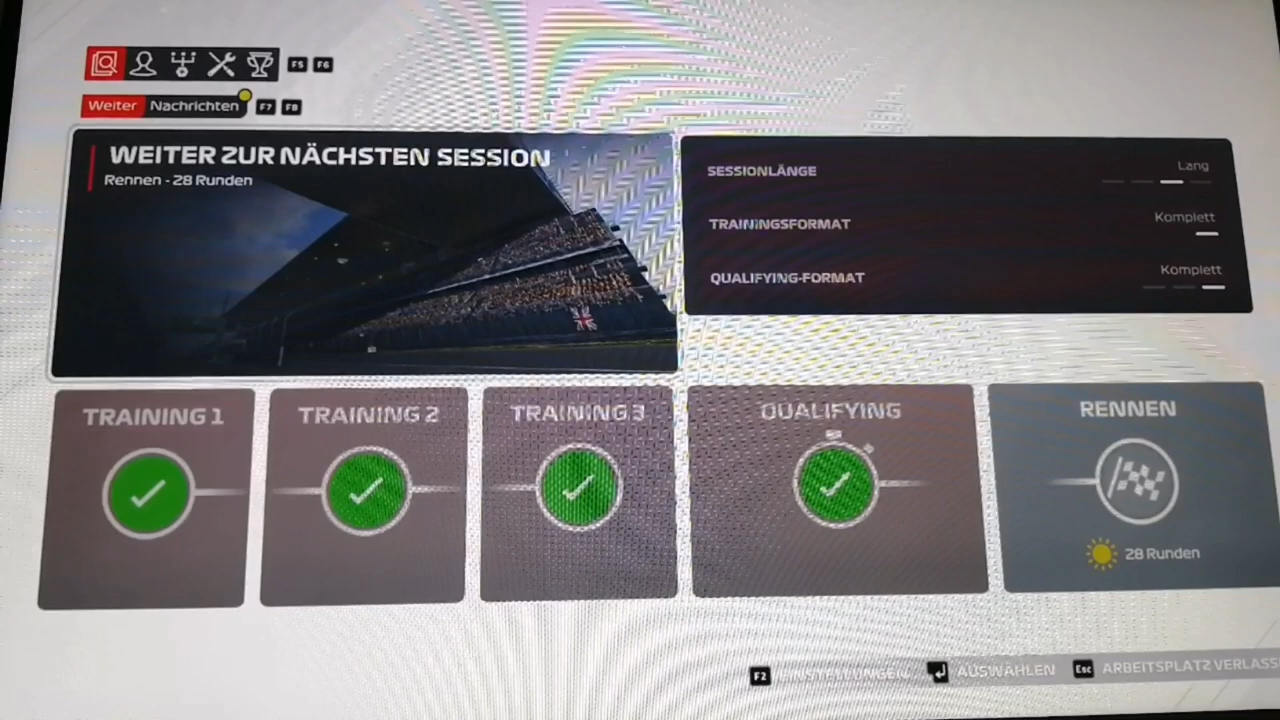 F5 F6
Weiter Nachrichten F7 F8
WEITER ZUR NÄCHSTEN SESSION
Rennen - 28 Runden
SESSIONLÄNGE Lang
TRAININGSFORMAT Komplett
QUALIFYING-FORMAT Komplett
TRAINING 1 TRAINING 2 TRAINING 3 QUALIFYING RENNEN
28 Runden
F2 EINSTELLUNGEN AUSWÄHLEN Esc ARBEITSPLATZ VERLASS